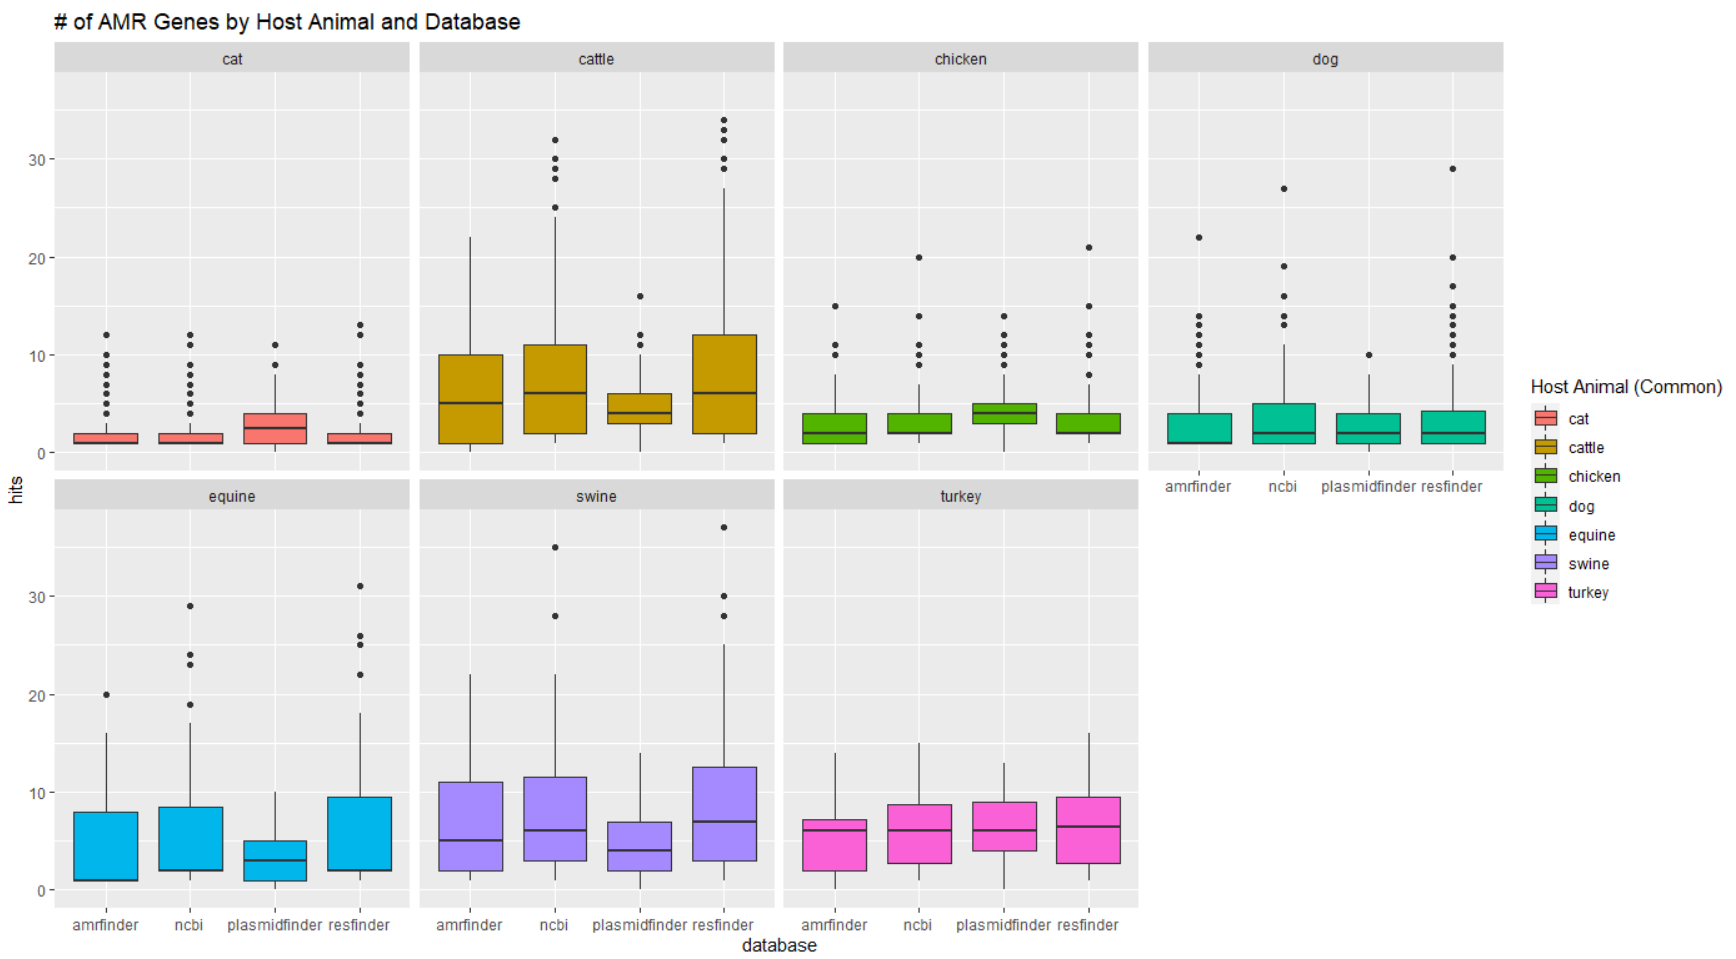 # of AMR Genes by Host Animal and Database
cat cattle chicken dog
30
20
10
0
amrfinder ncbi plasmidfinder resfinder
hits
equine swine turkey
30
20
10
0
amrfinder ncbi plasmidfinder resfinder amrfinder ncbi plasmidfinder resfinder amrfinder ncbi plasmidfinder resfinder
database
Host Animal (Common)
cat
cattle
chicken
dog
equine
swine
turkey